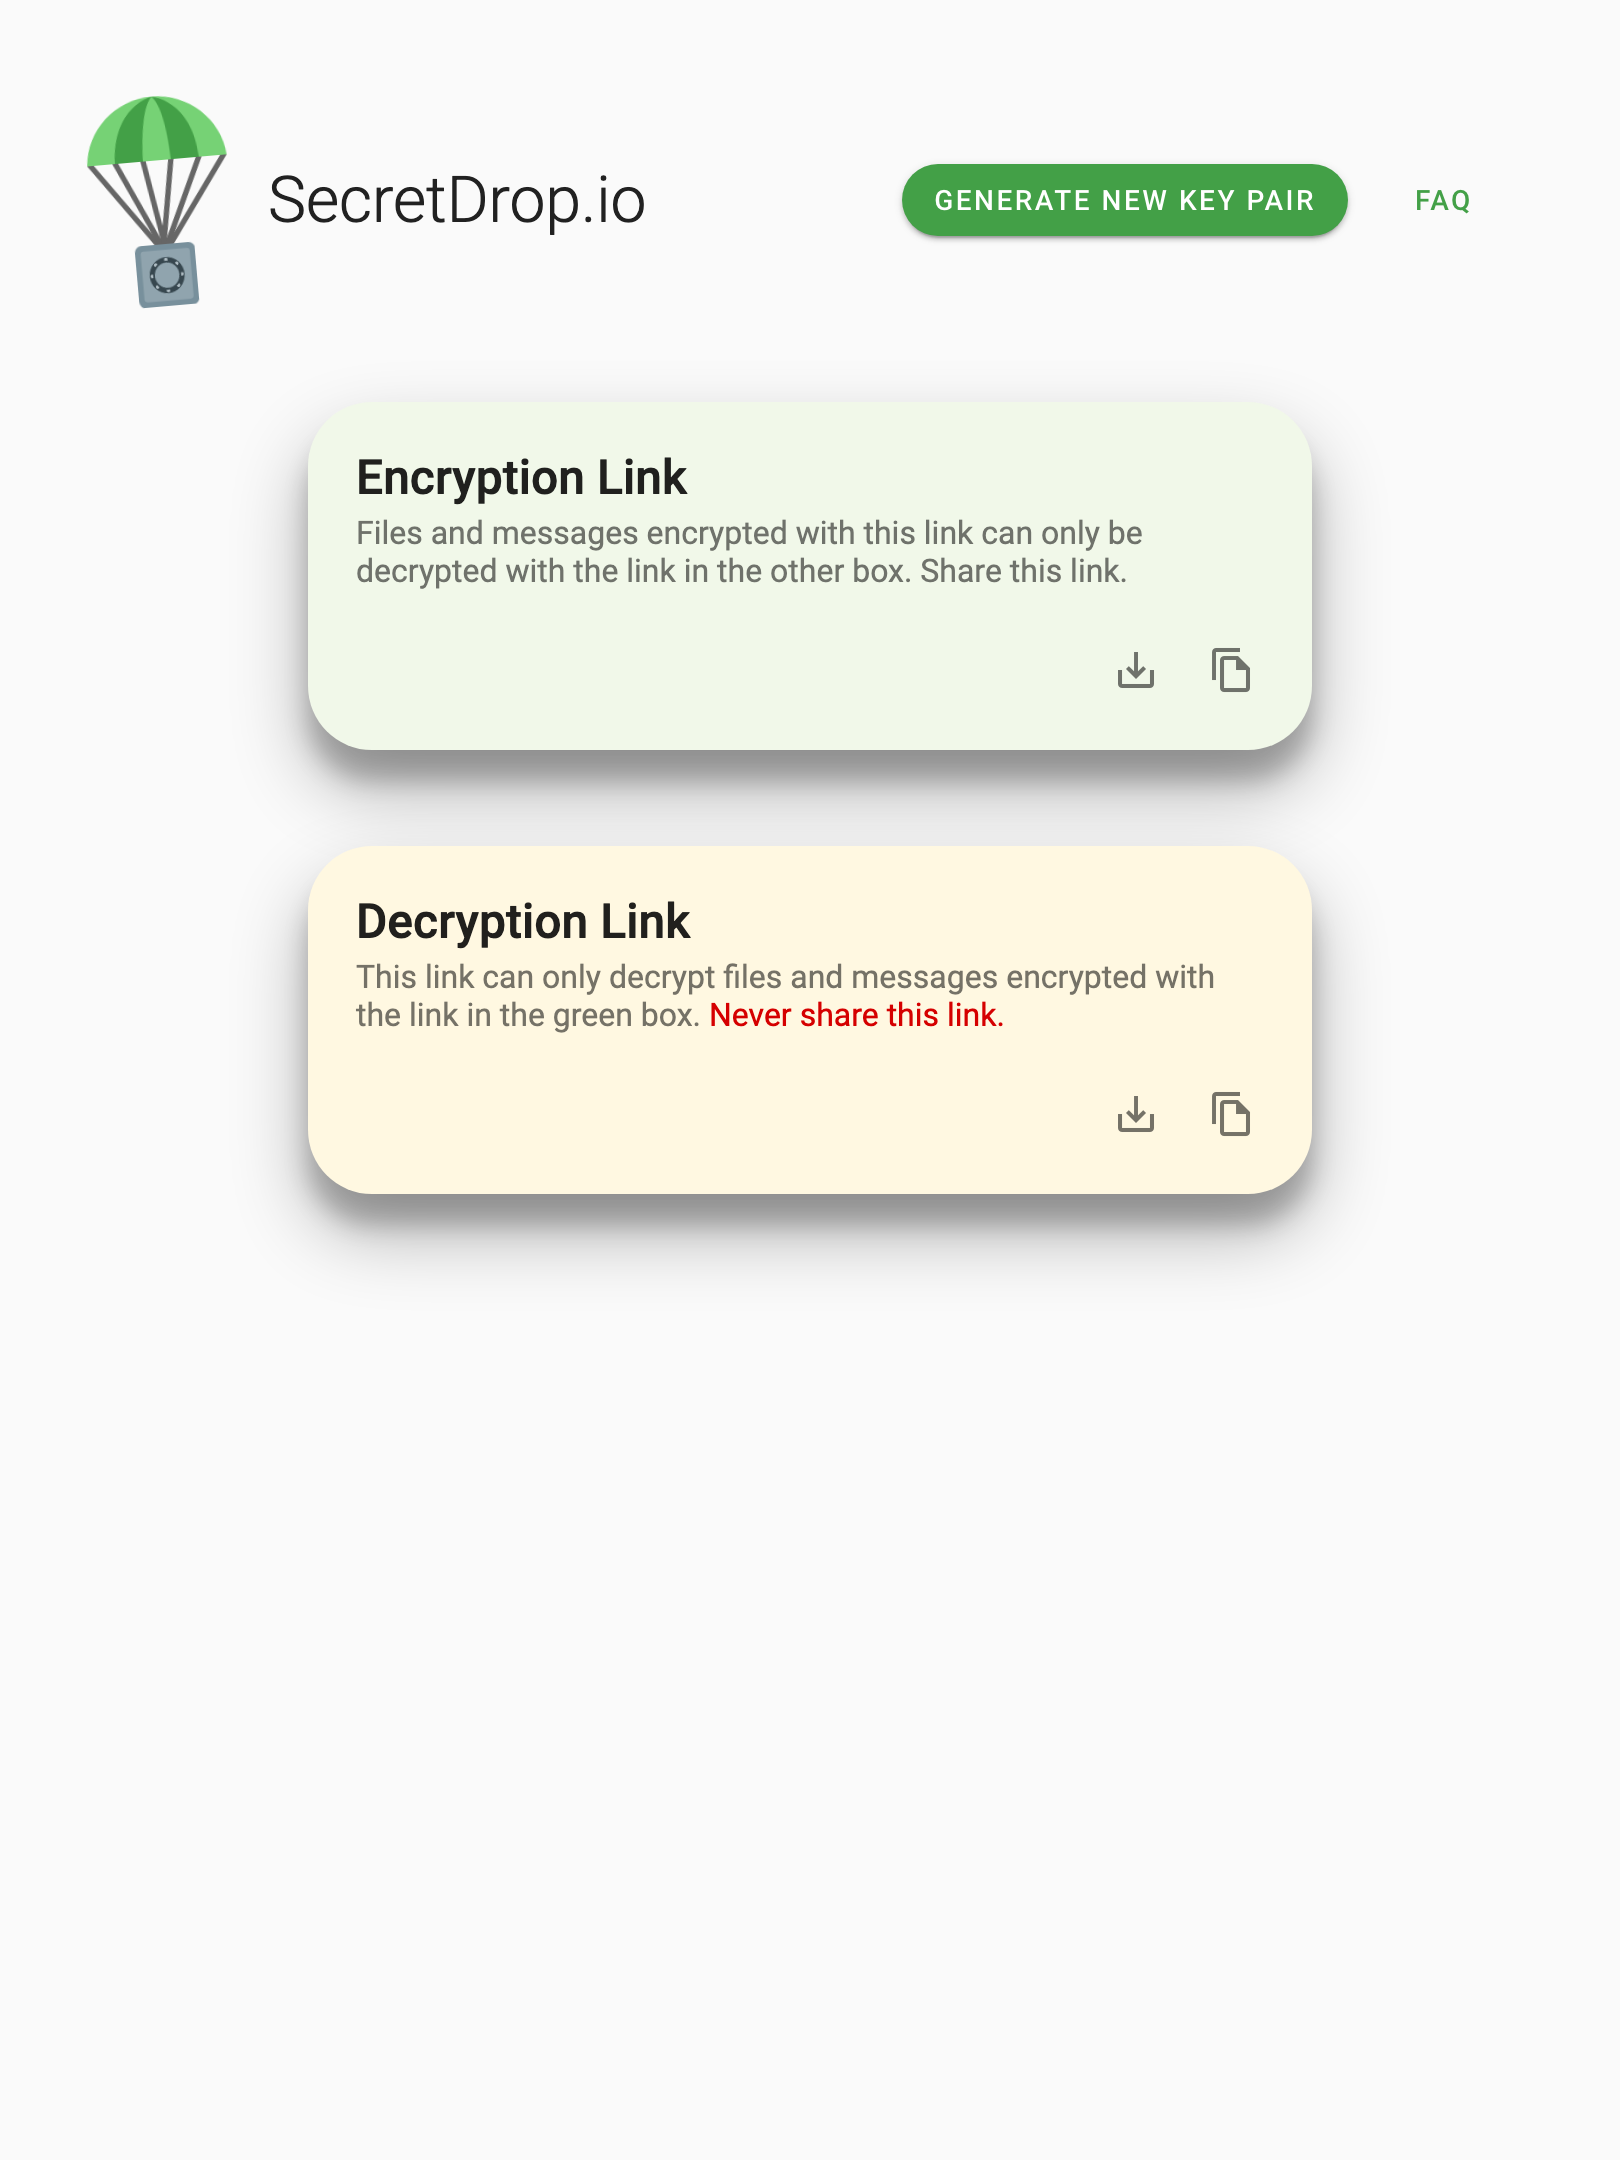 SecretDrop.io
GENERATE NEW KEY PAIR
FAQ
Encryption Link
Files and messages encrypted with this link can only be
decrypted with the link in the other box. Share this link.
Decryption Link
This link can only decrypt files and messages encrypted with
the link in the green box. Never share this link.